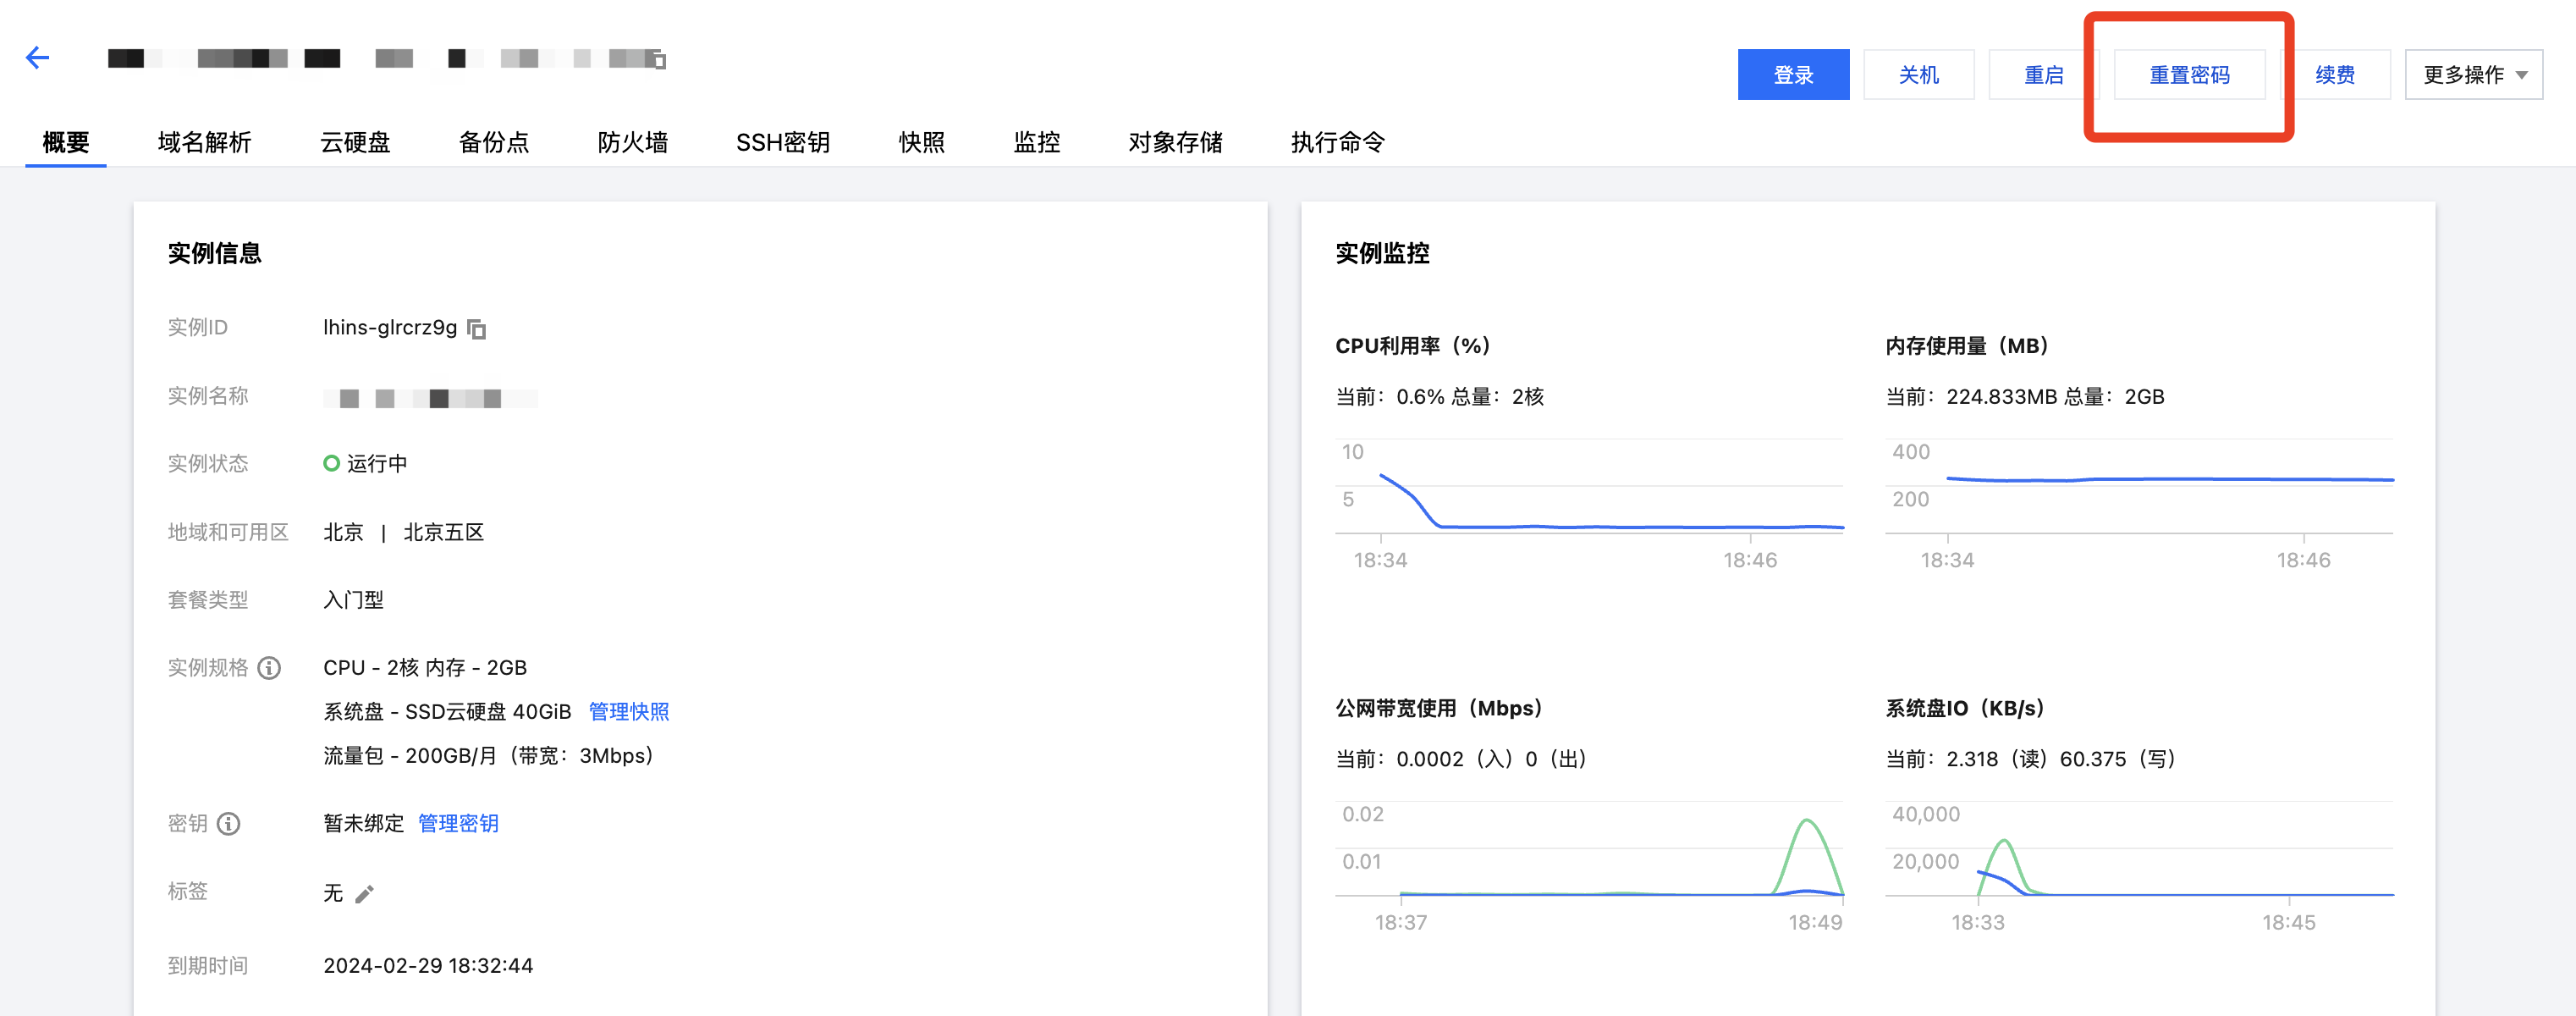 登录 关机 重启 重置密码 续费 更多操作
概要 域名解析 云硬盘 备份点 防火墙 SSH密钥 快照 监控 对象存储 执行命令
实例信息
实例ID lhins-glrcrz9g
实例名称
实例状态 运行中
地域和可用区 北京 | 北京五区
套餐类型 入门型
实例规格 CPU - 2核 内存 - 2GB
系统盘 - SSD云硬盘 40GiB 管理快照
流量包 - 200GB/月（带宽：3Mbps）
密钥 暂未绑定 管理密钥
标签 无
到期时间 2024-02-29 18:32:44
实例监控
CPU利用率（%）
当前：0.6% 总量：2核
10
5
18:34 18:46
内存使用量（MB）
当前：224.833MB 总量：2GB
400
200
18:34 18:46
公网带宽使用（Mbps）
当前：0.0002（入）0（出）
0.02
0.01
18:37 18:49
系统盘IO（KB/s）
当前：2.318（读）60.375（写）
40,000
20,000
18:33 18:45